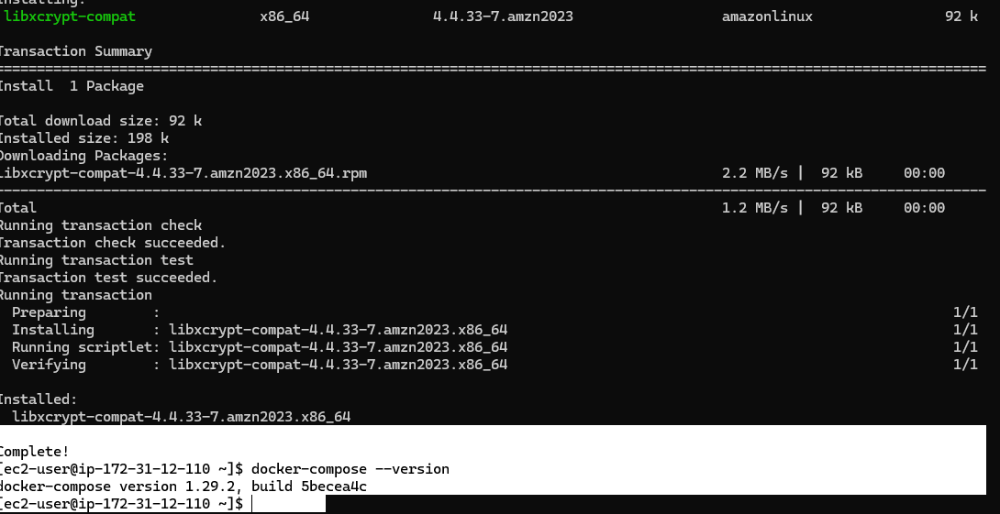 Installing:
libxcrypt-compat x86_64 4.4.33-7.amzn2023 amazonlinux 92 k
Transaction Summary
================================================================================
Install 1 Package
Total download size: 92 k
Installed size: 198 k
Downloading Packages:
libxcrypt-compat-4.4.33-7.amzn2023.x86_64.rpm 2.2 MB/s | 92 kB 00:00
--------------------------------------------------------------------------------
Total 1.2 MB/s | 92 kB 00:00
Running transaction check
Transaction check succeeded.
Running transaction test
Transaction test succeeded.
Running transaction
Preparing : 1/1
Installing : libxcrypt-compat-4.4.33-7.amzn2023.x86_64 1/1
Running scriptlet: libxcrypt-compat-4.4.33-7.amzn2023.x86_64 1/1
Verifying : libxcrypt-compat-4.4.33-7.amzn2023.x86_64 1/1
Installed:
libxcrypt-compat-4.4.33-7.amzn2023.x86_64
Complete!
[ec2-user@ip-172-31-12-110 ~]$ docker-compose --version
docker-compose version 1.29.2, build 5becea4c
[ec2-user@ip-172-31-12-110 ~]$